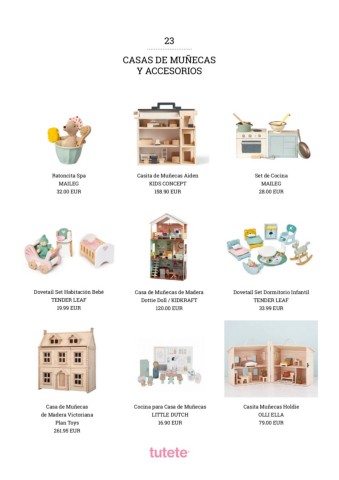 23
CASAS DE MUÑECAS
Y ACCESORIOS
Ratoncita Spa
MAILEG
32.00 EUR
Casita de Muñecas Aiden
KIDS CONCEPT
158.90 EUR
Set de Cocina
MAILEG
28.00 EUR
Dovetail Set Habitación Bebé
TENDER LEAF
19.99 EUR
Casa de Muñecas de Madera
Dottie Doll / KIDKRAFT
120.00 EUR
Dovetail Set Dormitorio Infantil
TENDER LEAF
33.99 EUR
Casa de Muñecas
de Madera Victoriana
Plan Toys
261.95 EUR
Cocina para Casa de Muñecas
LITTLE DUTCH
16.90 EUR
Casita Muñecas Holdie
OLLI ELLA
79.00 EUR
tutete